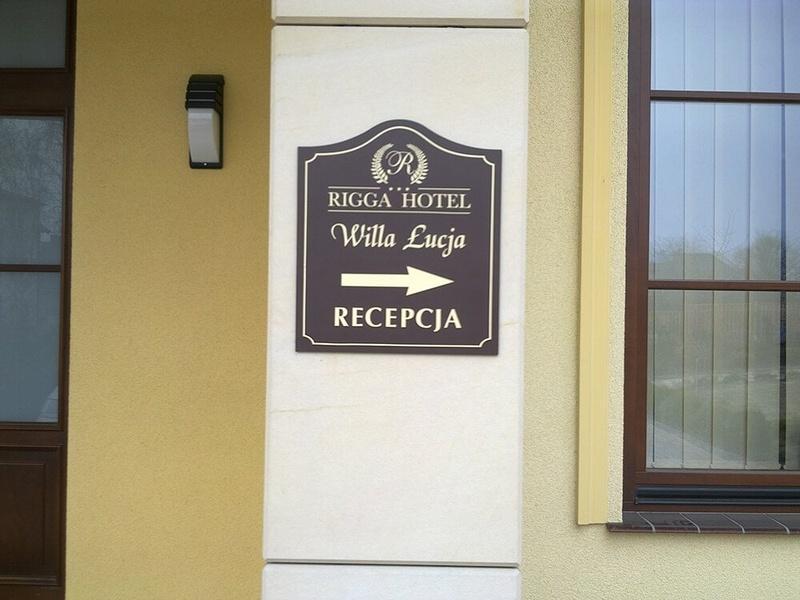 R
RIGGA HOTEL
Willa Łucja
RECEPCJA